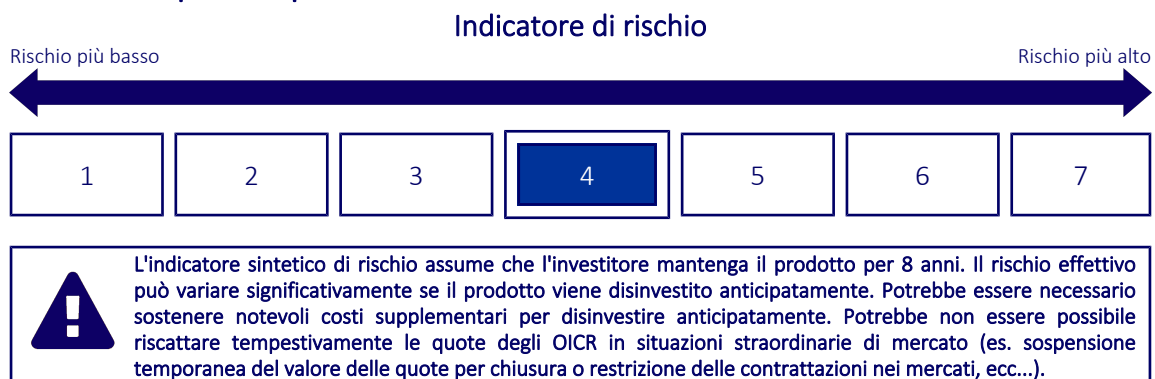 Indicatore di rischio
Rischio più basso
Rischio più alto
1
2
3
4
5
6
7
L'indicatore sintetico di rischio assume che l'investitore mantenga il prodotto per 8 anni. Il rischio effettivo
può variare significativamente se il prodotto viene disinvestito anticipatamente. Potrebbe essere necessario
sostenere notevoli costi supplementari per disinvestire anticipatamente. Potrebbe non essere possibile
riscattare tempestivamente le quote degli OICR in situazioni straordinarie di mercato (es. sospensione
temporanea del valore delle quote per chiusura o restrizione delle contrattazioni nei mercati, ecc...).